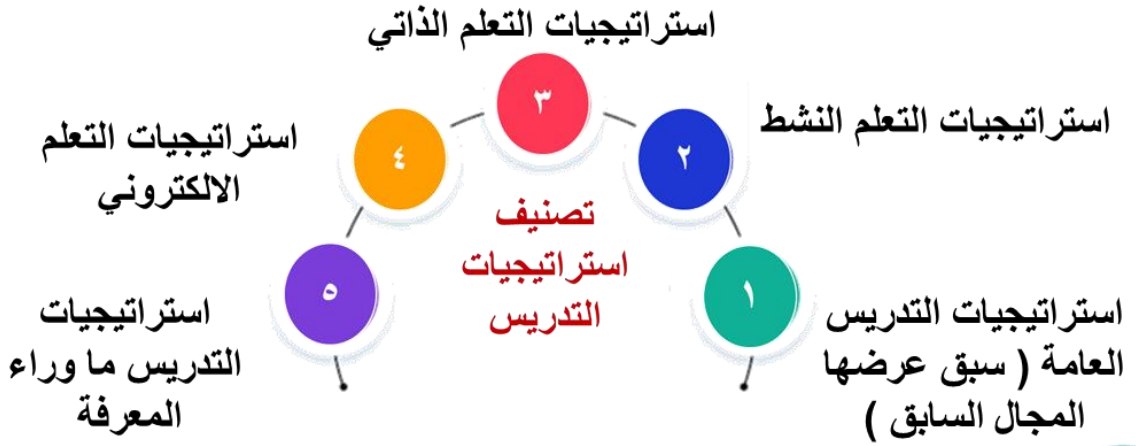 تصنيف
استراتيجيات
التدريس
١
استراتيجيات التدريس
العامة ( سبق عرضها
المجال السابق )
٢
استراتيجيات التعلم النشط
٣
استراتيجيات التعلم الذاتي
٤
استراتيجيات التعلم
الالكتروني
٥
استراتيجيات
التدريس ما وراء
المعرفة